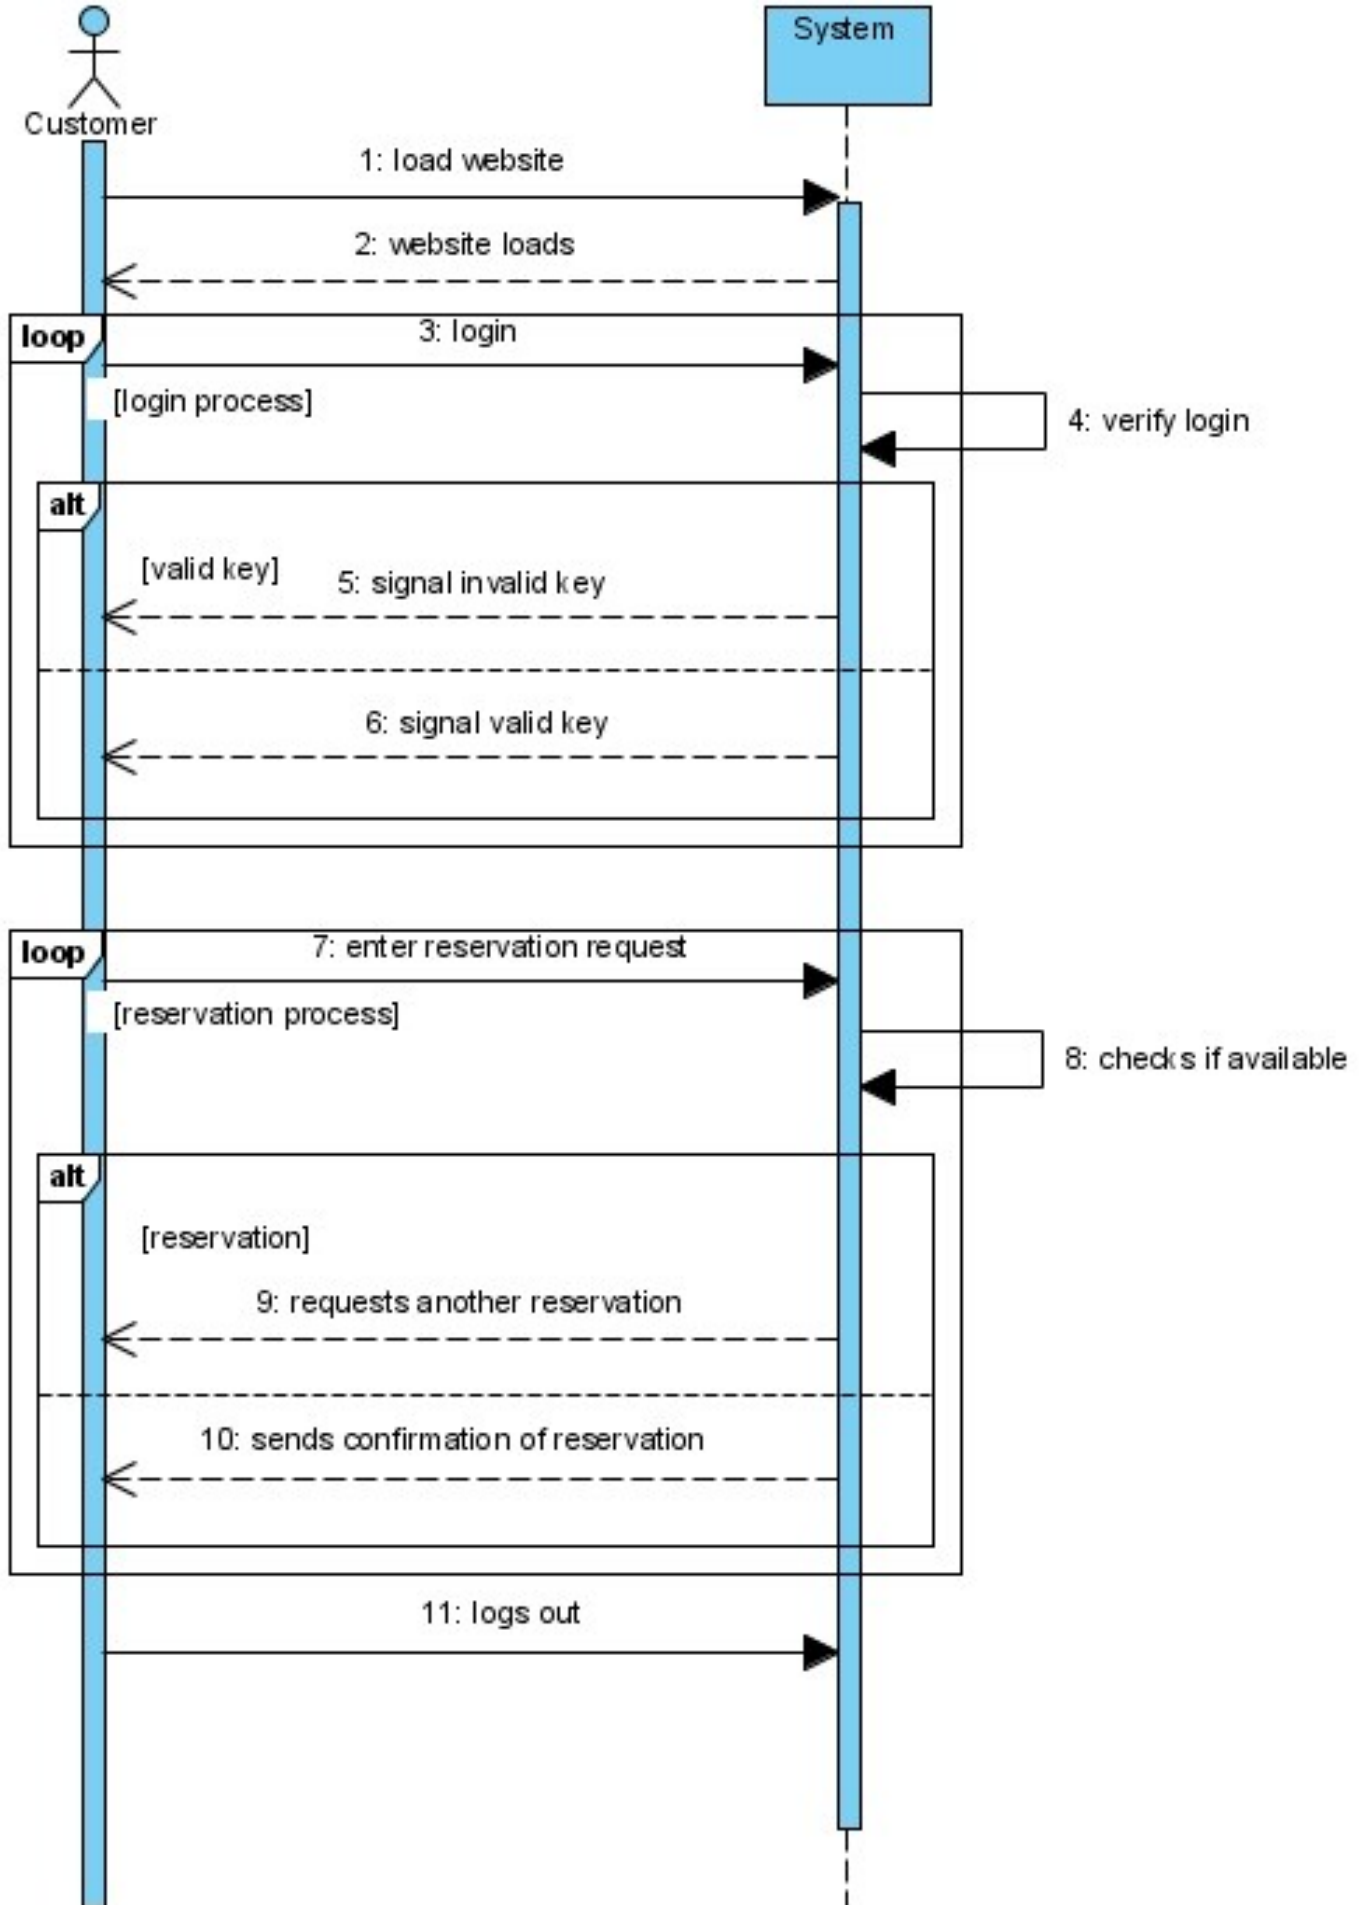 System
Customer
1: load website
2: website loads
loop
3: login
[login process]
4: verify login
alt
[valid key]
5: signal invalid key
6: signal valid key
loop
7: enter reservation request
[reservation process]
8: checks if available
alt
[reservation]
9: requests another reservation
10: sends confirmation of reservation
11: logs out